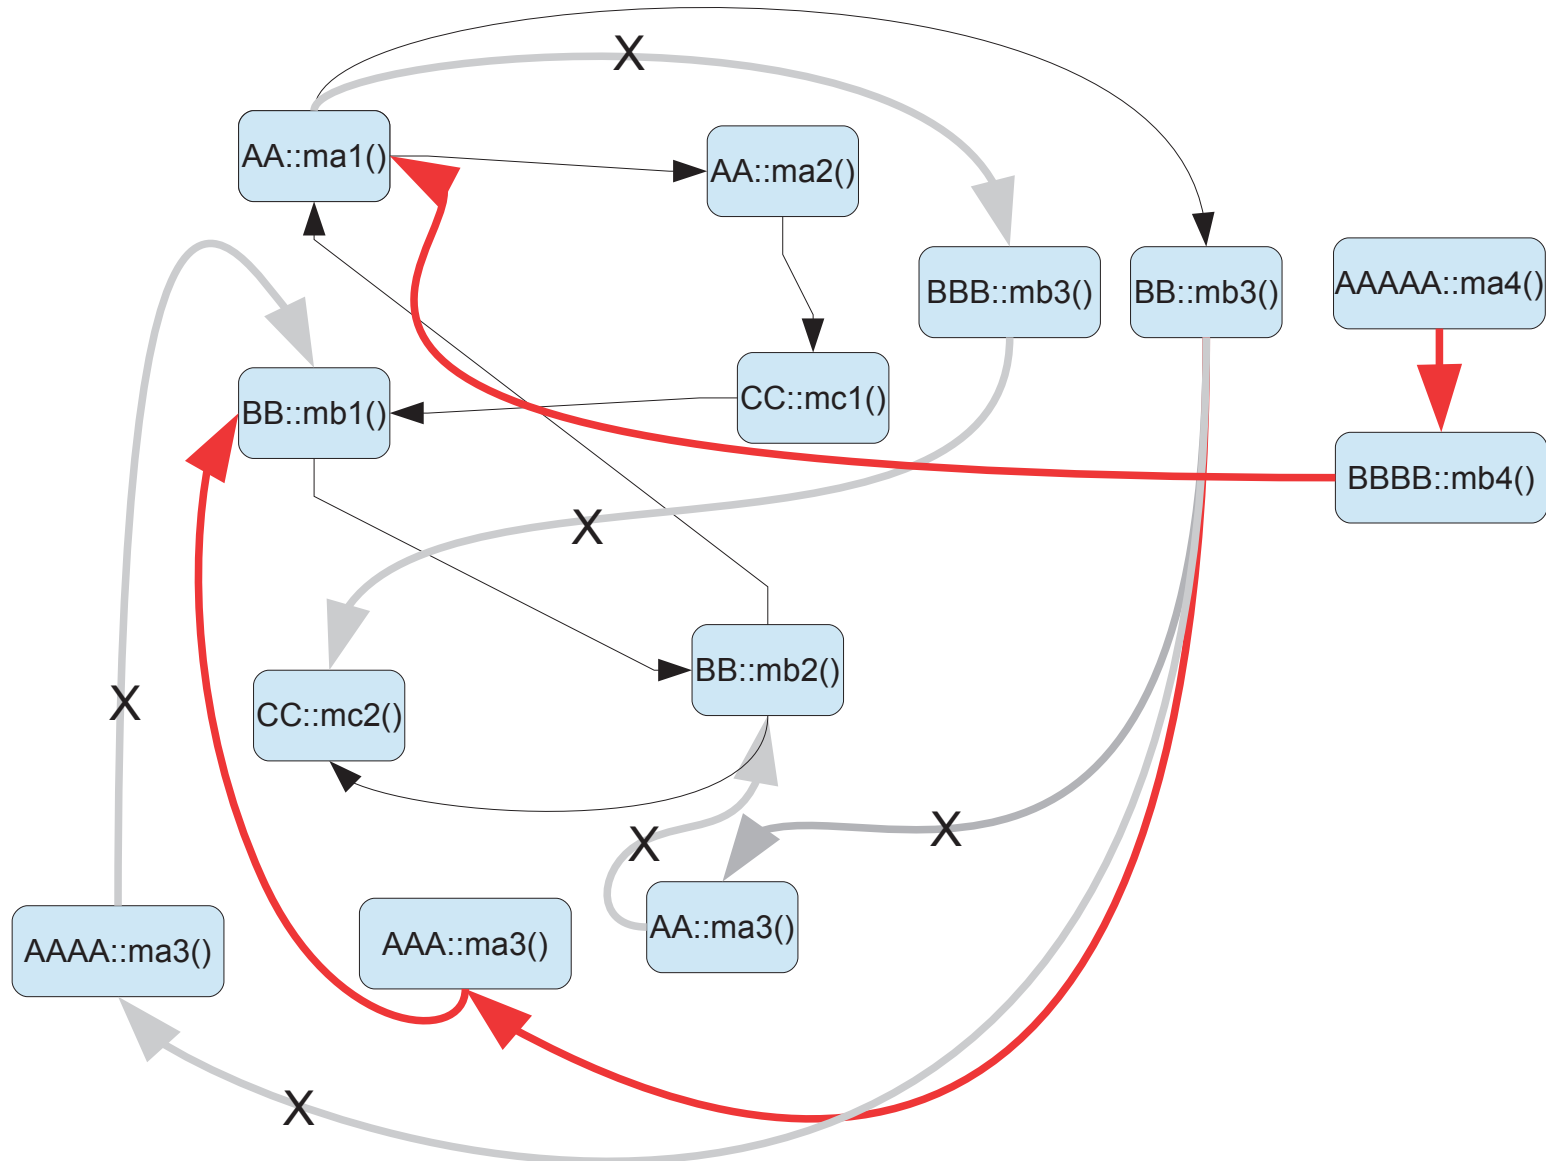 X
AA::ma1()
AA::ma2()
BBB::mb3()
BB::mb3()
AAAAA::ma4()
BB::mb1()
CC::mc1()
BBBB::mb4()
X
BB::mb2()
X
CC::mc2()
X
X
AAAA::ma3()
AAA::ma3()
AA::ma3()
X